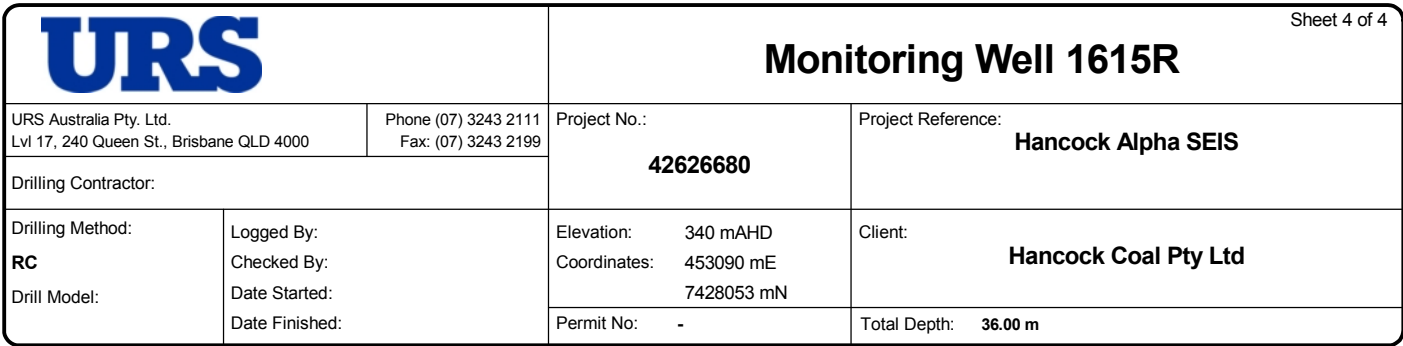 URS
Sheet 4 of 4
Monitoring Well 1615R
URS Australia Pty. Ltd.
Lvl 17, 240 Queen St., Brisbane QLD 4000
Phone (07) 3243 2111
Fax: (07) 3243 2199
Project No.:
42626680
Project Reference:
Hancock Alpha SEIS
Drilling Contractor:
Drilling Method:
RC
Drill Model:
Logged By:
Checked By:
Date Started:
Date Finished:
Elevation: 340 mAHD
Coordinates: 453090 mE
7428053 mN
Permit No: -
Client:
Hancock Coal Pty Ltd
Total Depth: 36.00 m